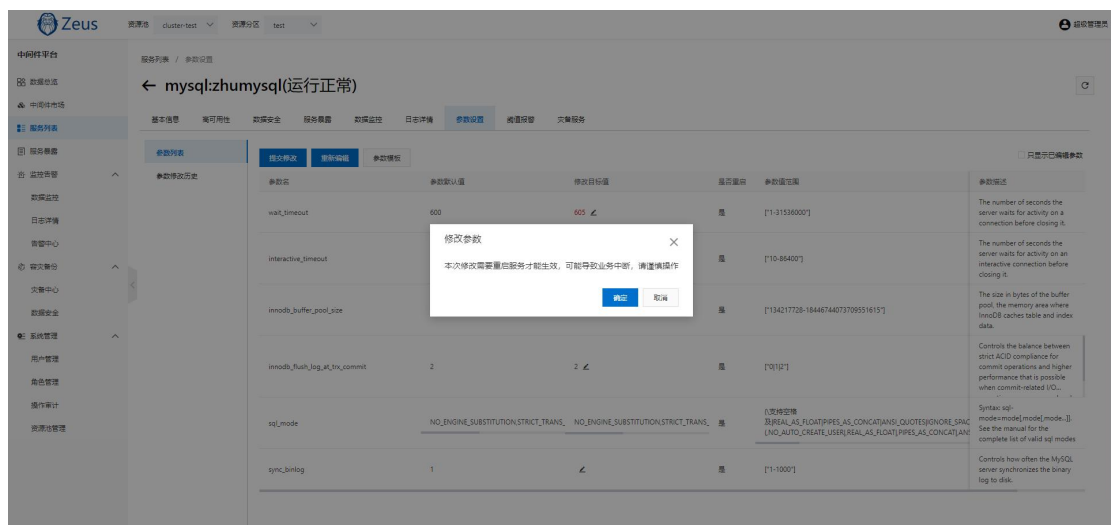 Zeus
资源池 cluster-test 资源分区 test
超级管理员
中间件平台
数据总览
中间件市场
服务列表
服务暴露
监控告警
数据监控
日志详情
告警中心
容灾备份
灾备中心
数据安全
系统管理
用户管理
角色管理
操作审计
资源池管理
服务列表 / 参数设置
mysql:zhumysql(运行正常)
基本信息 高可用性 数据安全 服务暴露 数据监控 日志详情 参数设置 阈值报警 灾备服务
参数列表
参数修改历史
提交修改 重新编辑 参数模板
只显示已编辑参数
参数名 参数默认值 修改目标值 是否重启 参数值范围 参数描述
wait_timeout 600 605 是 ["1-31536000"]
The number of seconds the
server waits for activity on a
connection before closing it.
interactive_timeout 是 ["10-86400"]
The number of seconds the
server waits for activity on an
interactive connection before
closing it.
innodb_buffer_pool_size 是 ["134217728-18446744073709551615"]
The size in bytes of the buffer
pool, the memory area where
InnoDB caches table and index
data.
innodb_flush_log_at_trx_commit 2 2 是 ["0|1|2"]
Controls the balance between
strict ACID compliance for
commit operations and higher
performance that is possible
when commit-related I/O...
sql_mode NO_ENGINE_SUBSTITUTION,STRICT_TRANS_ NO_ENGINE_SUBSTITUTION,STRICT_TRANS_ 是
Syntax: sql-
mode=mode[,mode[,mode...]].
See the manual for the
complete list of valid sql modes
sync_binlog 1 是 ["1-1000"]
Controls how often the MySQL
server synchronizes the binary
log to disk.
修改参数
本次修改需要重启服务才能生效，可能导致业务中断，请谨慎操作
确定 取消